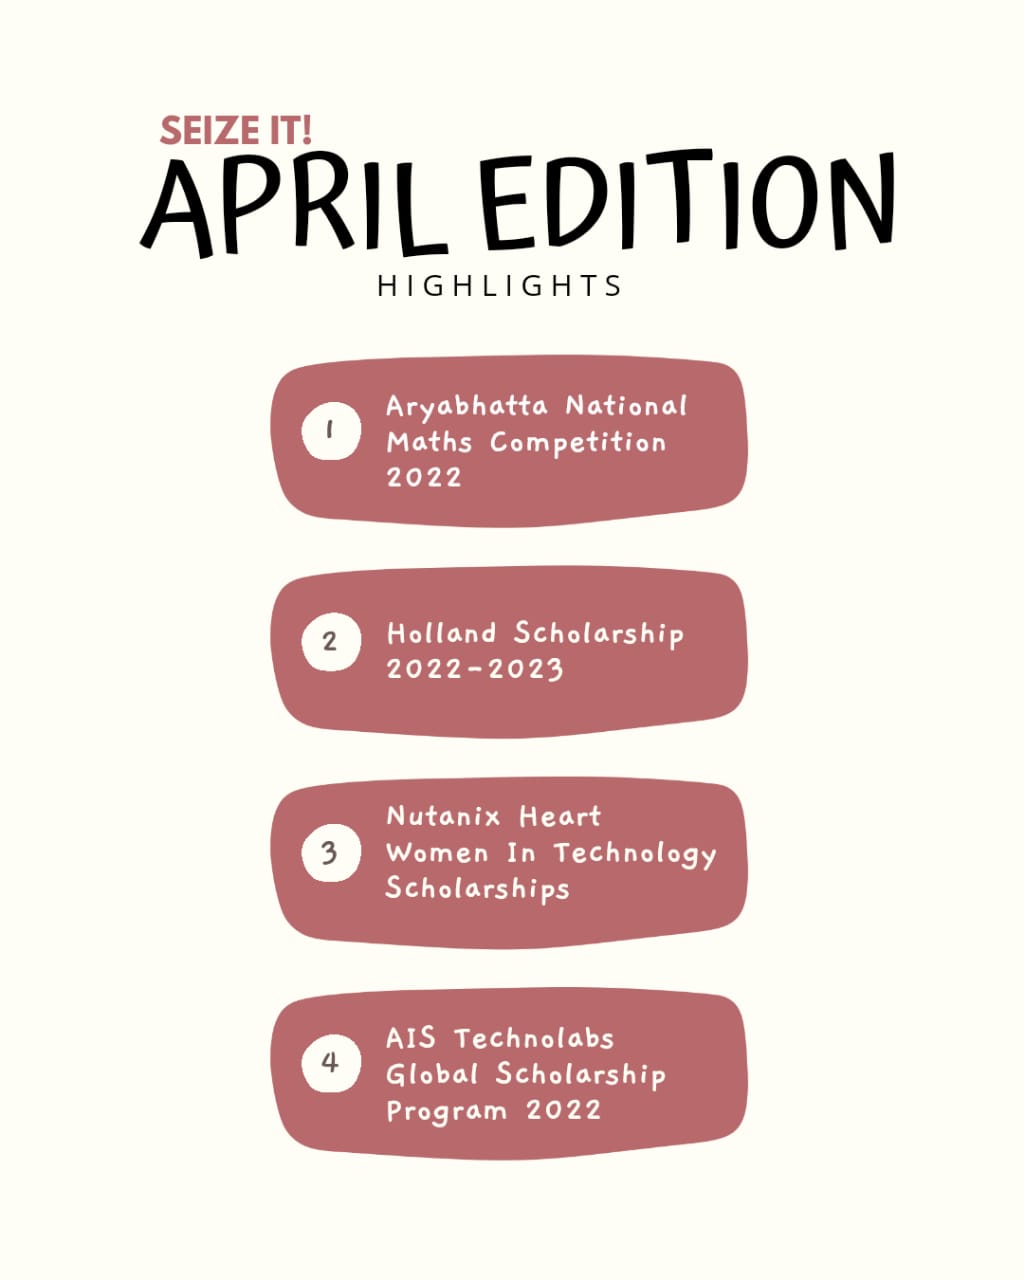 SEIZE IT!
APRIL EDITION
HIGHLIGHTS
1
Aryabhatta National
Maths Competition
2022
2
Holland Scholarship
2022-2023
3
Nutanix Heart
Women In Technology
Scholarships
4
AIS Technolabs
Global Scholarship
Program 2022